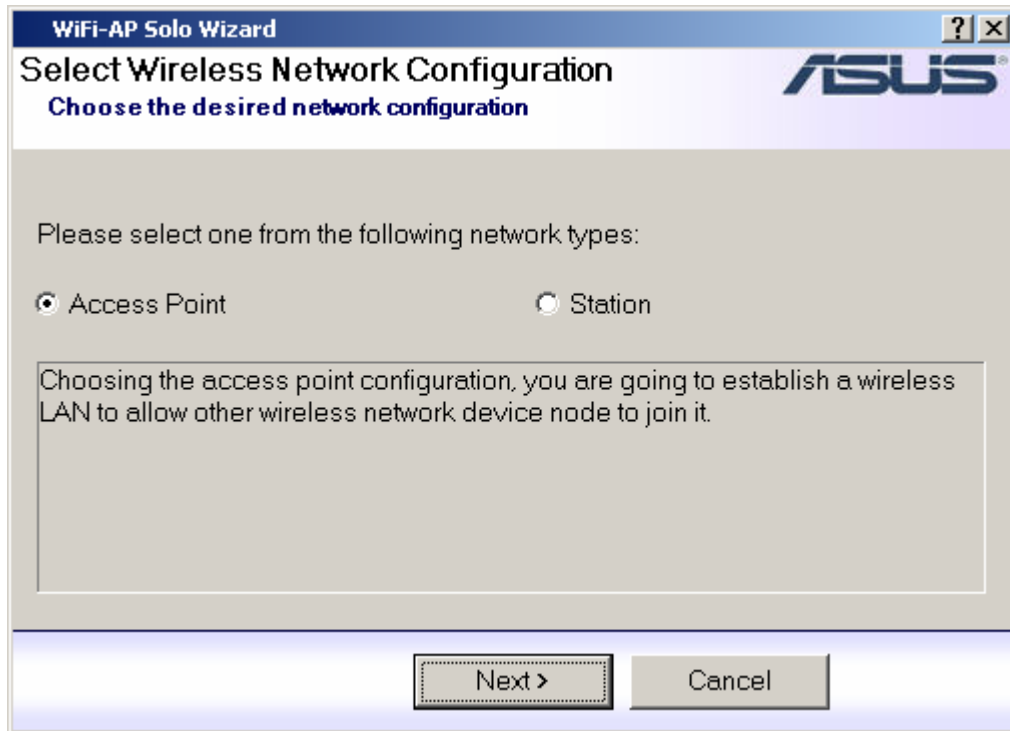 WiFi-AP Solo Wizard
Select Wireless Network Configuration
ASUS
Choose the desired network configuration
Please select one from the following network types:
Access Point
Station
Choosing the access point configuration, you are going to establish a wireless
LAN to allow other wireless network device node to join it.
Next >
Cancel